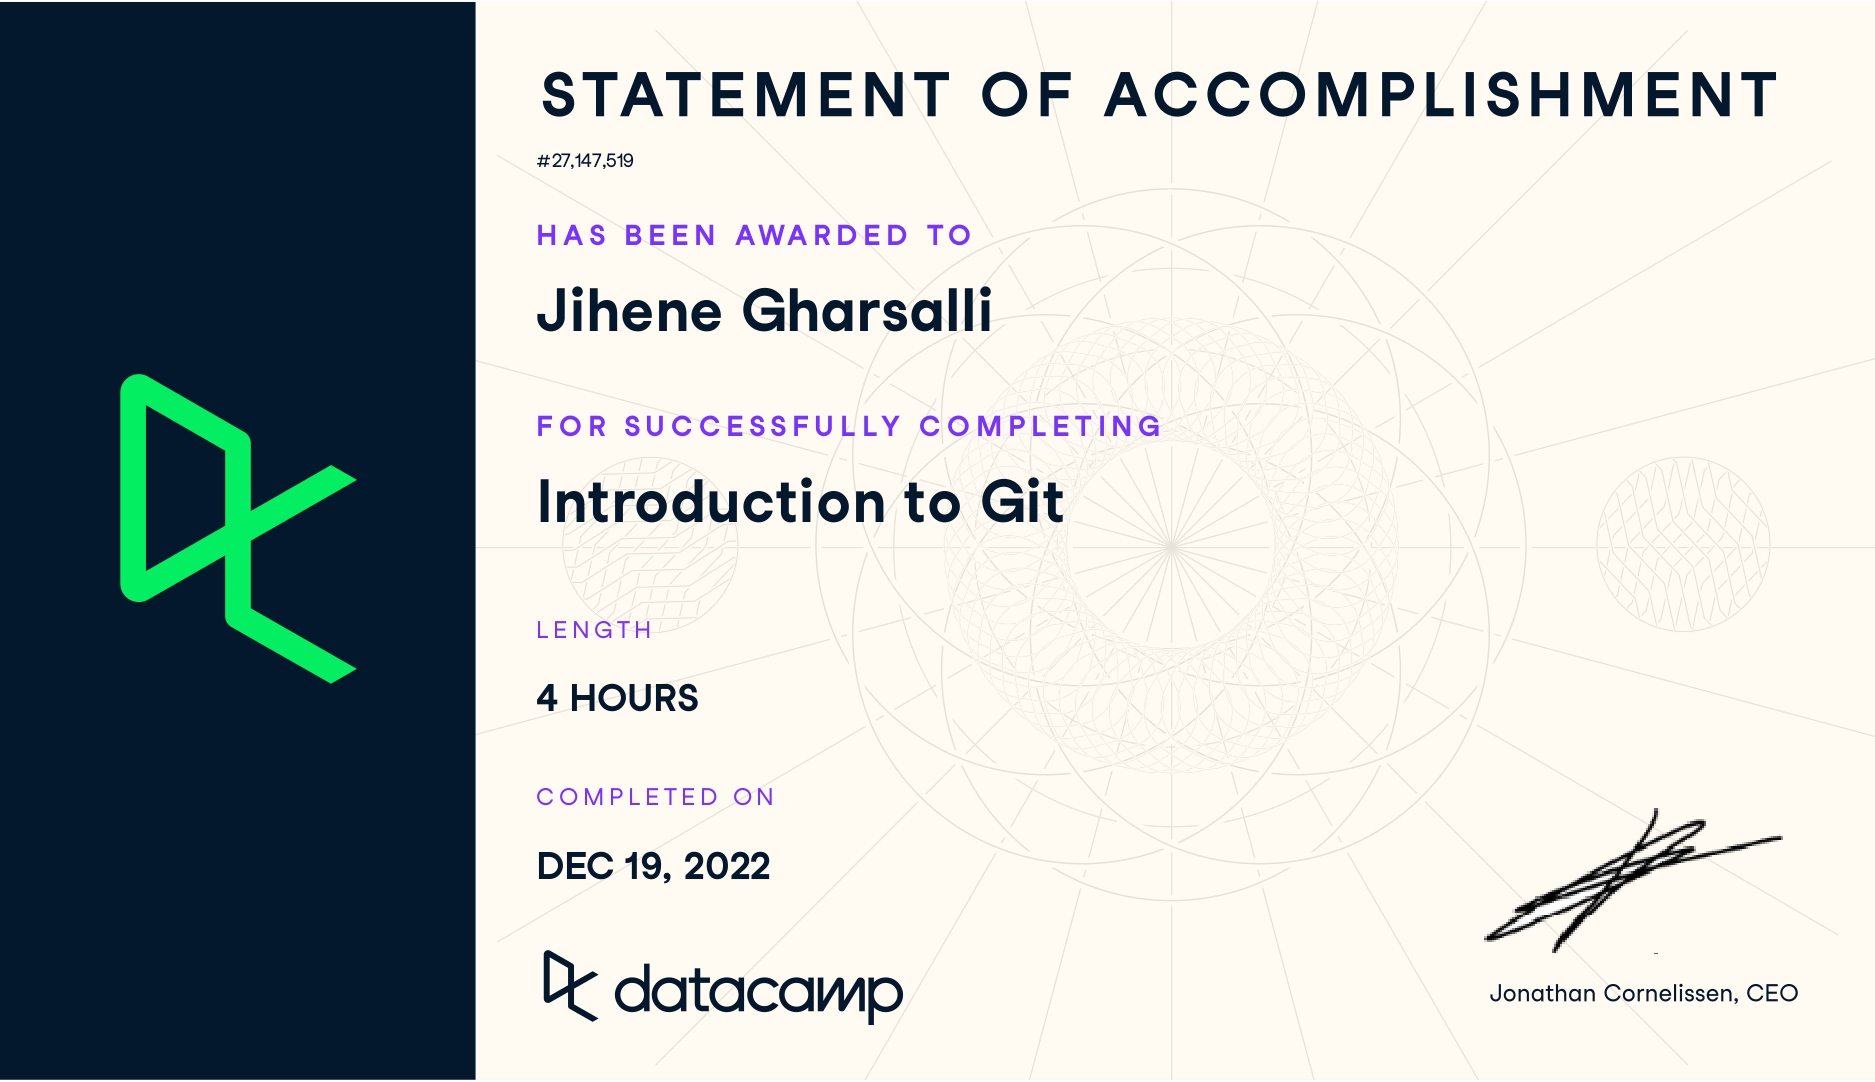 STATEMENT OF ACCOMPLISHMENT
#27,147,519
HAS BEEN AWARDED TO
Jihene Gharsalli
FOR SUCCESSFULLY COMPLETING
Introduction to Git
LENGTH
4 HOURS
COMPLETED ON
DEC 19, 2022
datacamp
Jonathan Cornelissen, CEO